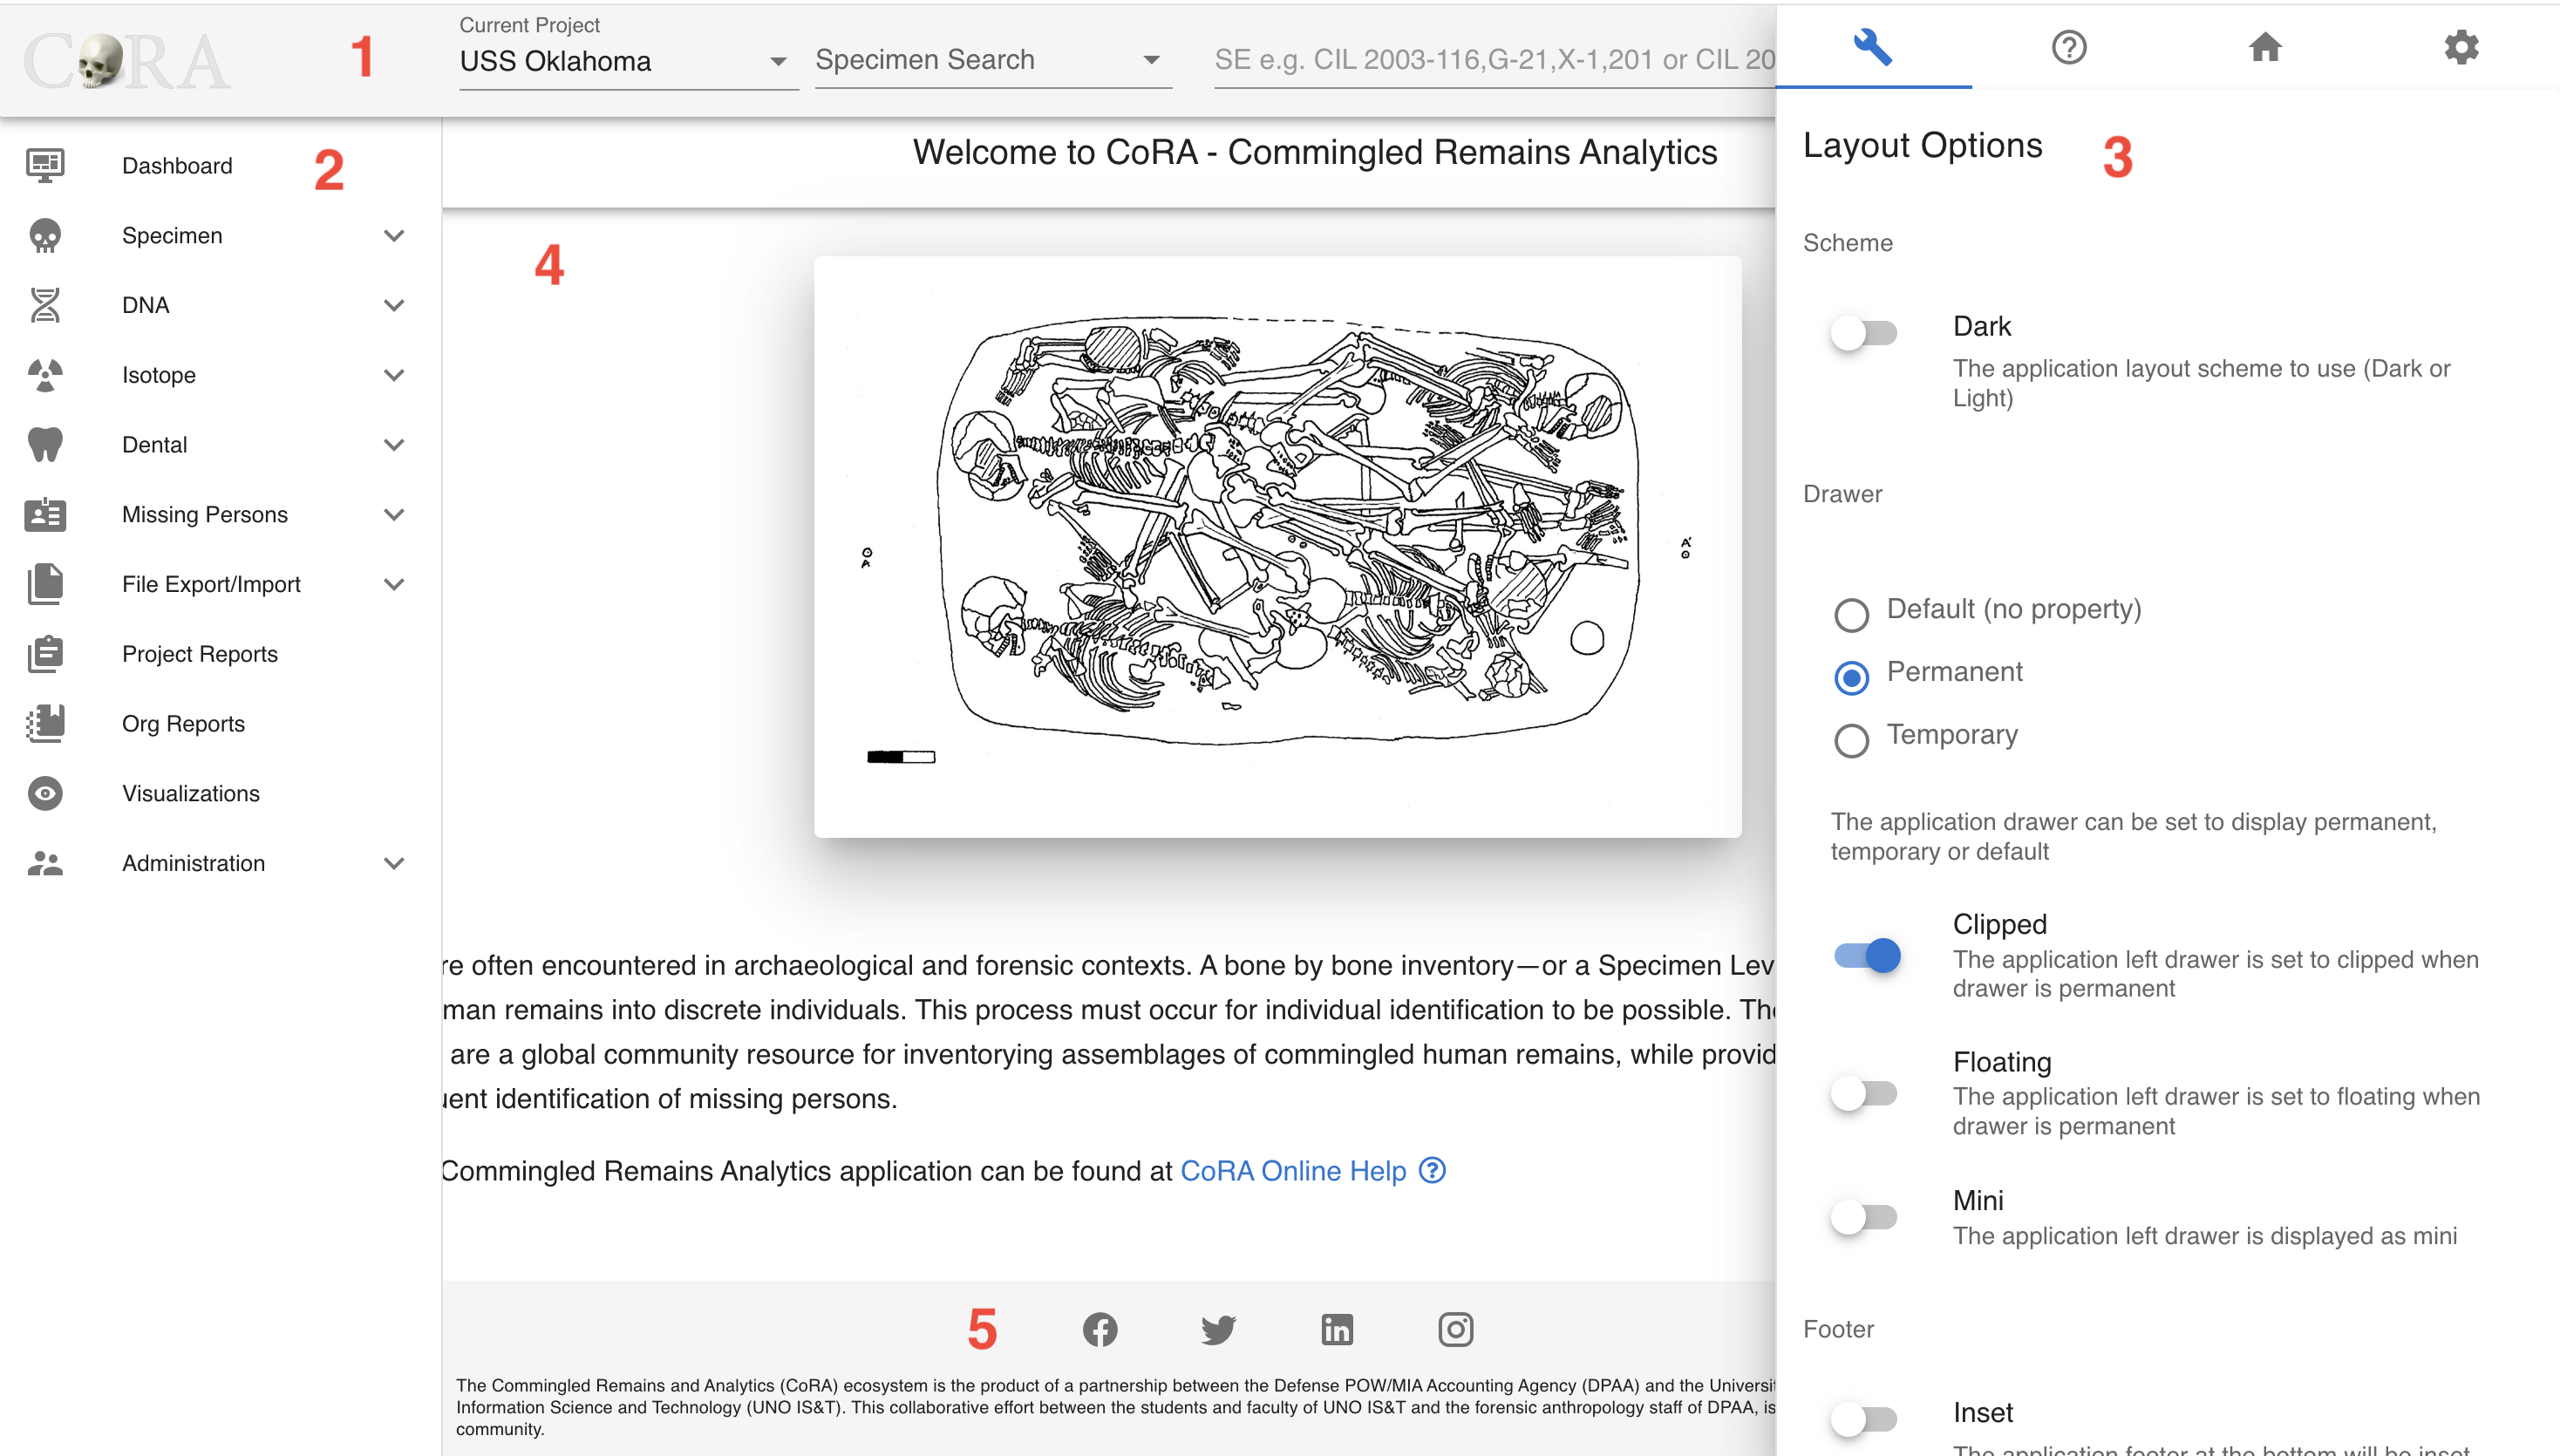 CoRA
1
Current Project
USS Oklahoma
Specimen Search
SE e.g. CIL 2003-116,G-21,X-1,201 or CIL 20
Dashboard
2
Specimen
DNA
Isotope
Dental
Missing Persons
File Export/Import
Project Reports
Org Reports
Visualizations
Administration
Welcome to CoRA - Commingled Remains Analytics
4
A
A'
re often encountered in archaeological and forensic contexts. A bone by bone inventory—or a Specimen Lev
man remains into discrete individuals. This process must occur for individual identification to be possible. The
are a global community resource for inventorying assemblages of commingled human remains, while provid
uent identification of missing persons.
Commingled Remains Analytics application can be found at CoRA Online Help
5
The Commingled Remains and Analytics (CoRA) ecosystem is the product of a partnership between the Defense POW/MIA Accounting Agency (DPAA) and the Universit
Information Science and Technology (UNO IS&T). This collaborative effort between the students and faculty of UNO IS&T and the forensic anthropology staff of DPAA, is
community.
Layout Options
3
Scheme
Dark
The application layout scheme to use (Dark or
Light)
Drawer
Default (no property)
Permanent
Temporary
The application drawer can be set to display permanent,
temporary or default
Clipped
The application left drawer is set to clipped when
drawer is permanent
Floating
The application left drawer is set to floating when
drawer is permanent
Mini
The application left drawer is displayed as mini
Footer
Inset
The application footer at the bottom will be inset